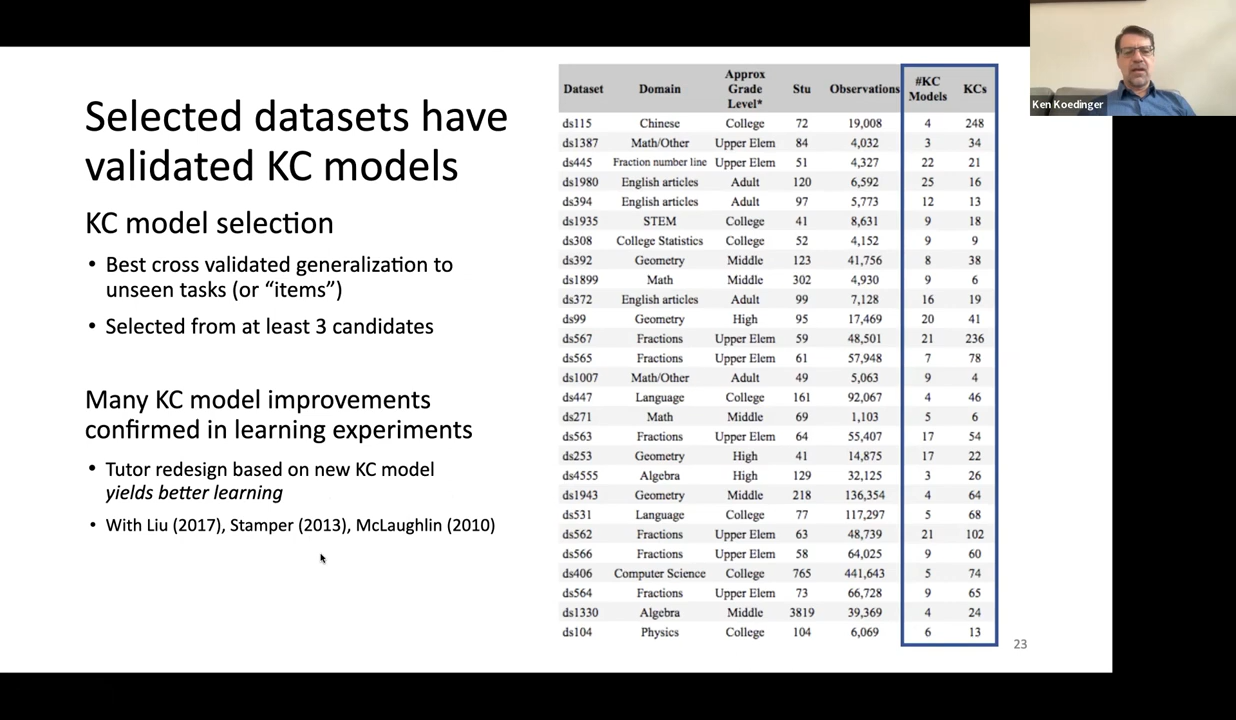 Selected datasets have
validated KC models
KC model selection
• Best cross validated generalization to
unseen tasks (or “items”)
• Selected from at least 3 candidates
Many KC model improvements
confirmed in learning experiments
• Tutor redesign based on new KC model
yields better learning
• With Liu (2017), Stamper (2013), McLaughlin (2010)
Dataset Domain Approx Grade Level* Stu Observations #KC Models KCs
ds115 Chinese College 72 19,008 4 248
ds1387 Math/Other Upper Elem 84 4,032 3 34
ds445 Fraction number line Upper Elem 51 4,327 22 21
ds1980 English articles Adult 120 6,592 25 16
ds394 English articles Adult 97 5,773 12 13
ds1935 STEM College 41 8,631 9 18
ds308 College Statistics College 52 4,152 9 9
ds392 Geometry Middle 123 41,756 8 38
ds1899 Math Middle 302 4,930 9 6
ds372 English articles Adult 99 7,128 16 19
ds99 Geometry High 95 17,469 20 41
ds567 Fractions Upper Elem 59 48,501 21 236
ds565 Fractions Upper Elem 61 57,948 7 78
ds1007 Math/Other Adult 49 5,063 9 4
ds447 Language College 161 92,067 4 46
ds271 Math Middle 69 1,103 5 6
ds563 Fractions Upper Elem 64 55,407 17 54
ds253 Geometry High 41 14,875 17 22
ds4555 Algebra High 129 32,125 3 26
ds1943 Geometry Middle 218 136,354 4 64
ds531 Language College 77 117,297 5 68
ds562 Fractions Upper Elem 63 48,739 21 102
ds566 Fractions Upper Elem 58 64,025 9 60
ds406 Computer Science College 765 441,643 5 74
ds564 Fractions Upper Elem 73 66,728 9 65
ds1330 Algebra Middle 3819 39,369 4 24
ds104 Physics College 104 6,069 6 13
23
Ken Koedinger